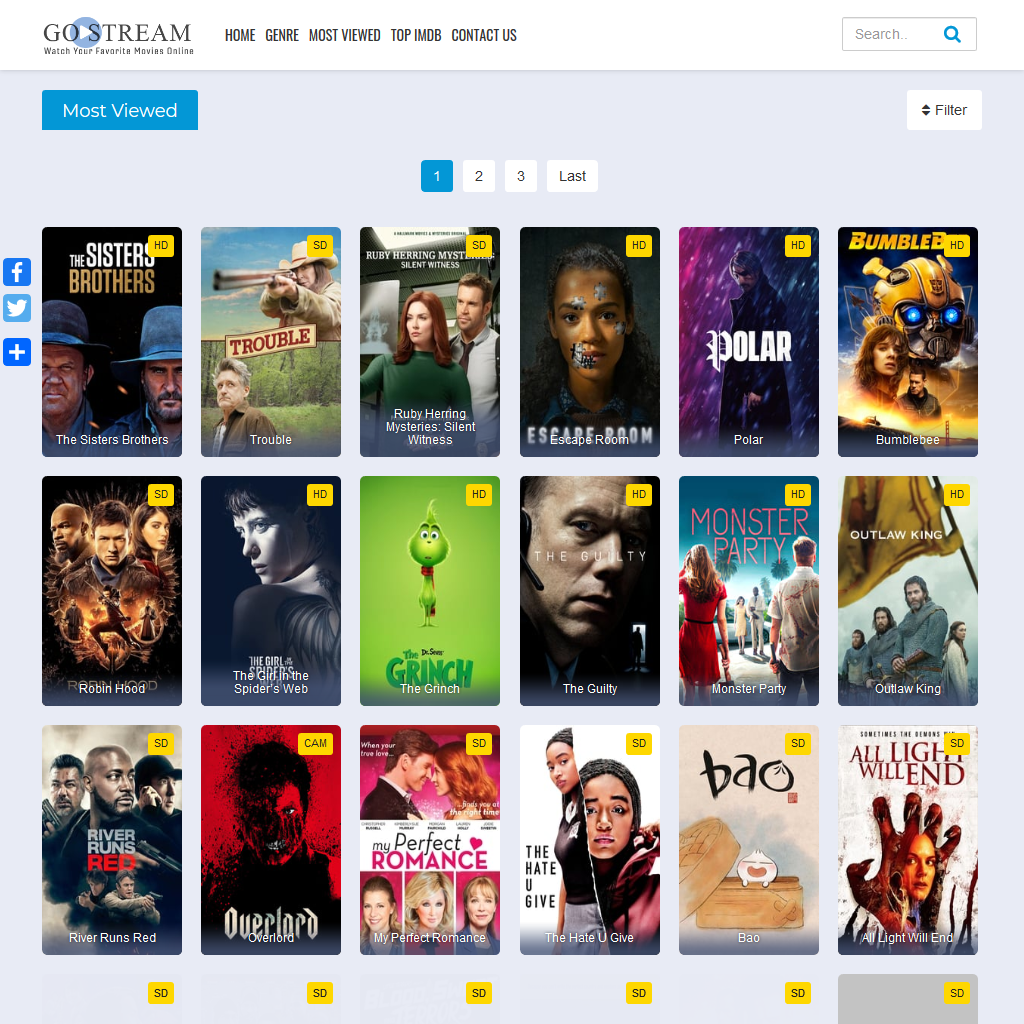 GO STREAM
Watch Your Favorite Movies Online
HOME GENRE MOST VIEWED TOP IMDB CONTACT US
Search..
Most Viewed
Filter
1 2 3 Last
HD
THE SISTERS
BROTHERS
The Sisters Brothers
SD
TROUBLE
Trouble
SD
RUBY HERRING MYSTERIES
SILENT WITNESS
Ruby Herring
Mysteries: Silent
Witness
HD
ESCAPE ROOM
Escape Room
HD
POLAR
Polar
HD
BUMBLEB
Bumblebee
SD
ROBIN HOOD
Robin Hood
HD
THE GIRL IN THE
SPIDER'S
The Girl in the
Spider's Web
HD
The Dr. Seuss'
GRINCH
The Grinch
HD
THE GUILTY
The Guilty
HD
MONSTER
PARTY
Monster Party
HD
OUTLAW KING
Outlaw King
SD
RIVER
RUNS
RED
River Runs Red
CAM
Overlord
Overlord
SD
When your
true love...
...finds you at
the right time
my Perfect
ROMANCE
My Perfect Romance
SD
THE
HATE
U
GIVE
The Hate U Give
SD
bao
Bao
SD
SOMETIMES THE DEMONS
ALL LIGHT
WILL END
All Light Will End
SD SD SD SD SD SD